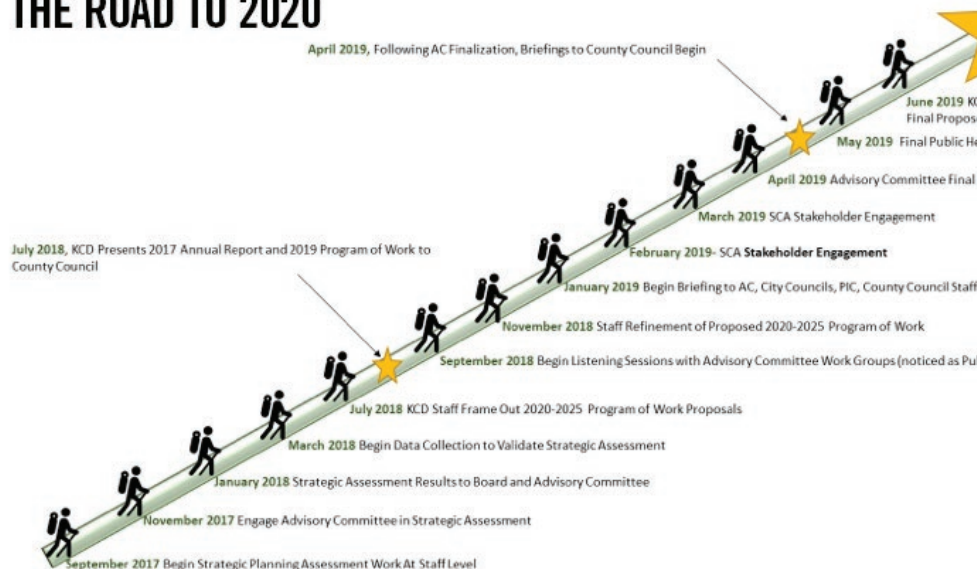 THE ROAD TO 2020
April 2019, Following AC Finalization, Briefings to County Council Begin
June 2019
Final
May 2019 Final Public
April 2019 Advisory Committee Final
March 2019 SCA Stakeholder Engagement
July 2018, KCD Presents 2017 Annual Report and 2019 Program of Work to
County Council
February 2019- SCA Stakeholder Engagement
January 2019 Begin Briefing to AC, City Councils, PIC, County Council Staff
November 2018 Staff Refinement of Proposed 2020-2025 Program of Work
September 2018 Begin Listening Sessions with Advisory Committee Work Groups (noticed as
July 2018 KCD Staff Frame Out 2020-2025 Program of Work Proposals
March 2018 Begin Data Collection to Validate Strategic Assessment
January 2018 Strategic Assessment Results to Board and Advisory Committee
November 2017 Engage Advisory Committee in Strategic Assessment
September 2017 Begin Strategic Planning Assessment Work At Staff Level